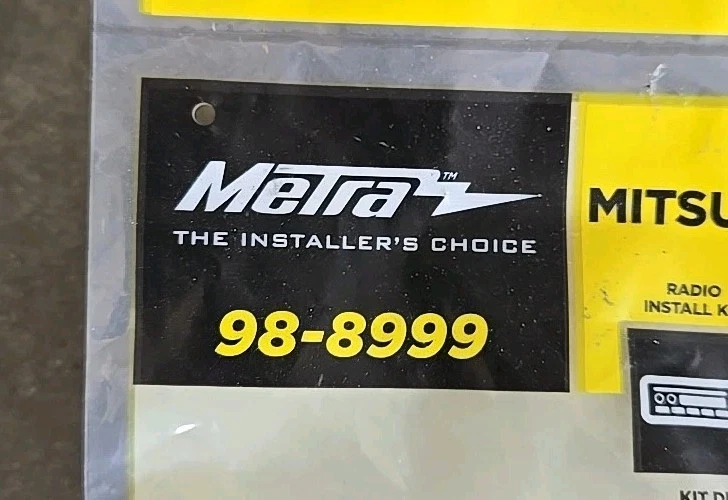 MeTra™
THE INSTALLER'S CHOICE
98-8999
MITSU
RADIO
INSTALL K
KIT D